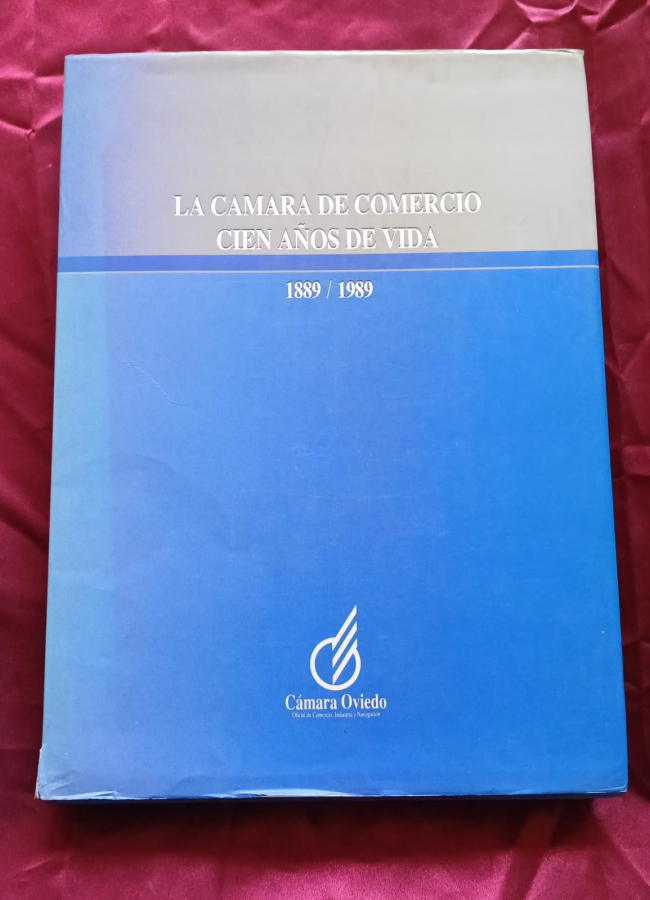 LA CAMARA DE COMERCIO
CIEN AÑOS DE VIDA
1889 / 1989
Cámara Oviedo
Oficial de Comercio, Industria y Navegación